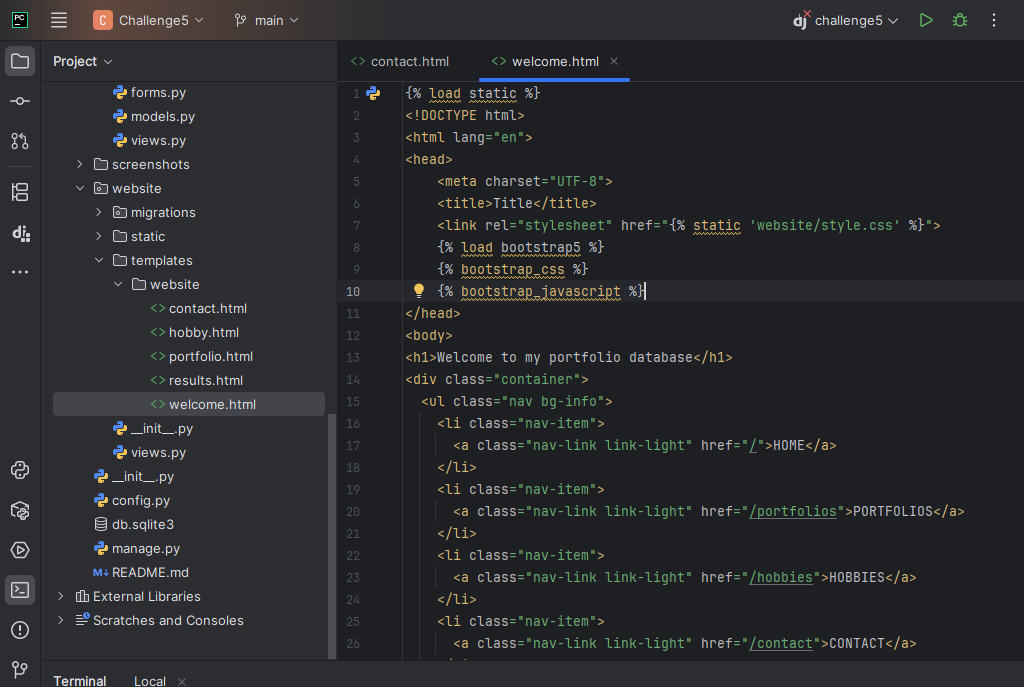 PC
C Challenge5 main dj challenge5
Project
contact.html welcome.html
forms.py
models.py
views.py
screenshots
website
migrations
static
templates
website
contact.html
hobby.html
portfolio.html
results.html
welcome.html
__init__.py
views.py
__init__.py
config.py
db.sqlite3
manage.py
M↓ README.md
External Libraries
Scratches and Consoles
1 {% load static %}
2 <!DOCTYPE html>
3 <html lang="en">
4 <head>
5 <meta charset="UTF-8">
6 <title>Title</title>
7 <link rel="stylesheet" href="{% static 'website/style.css' %}">
8 {% load bootstrap5 %}
9 {% bootstrap_css %}
10 {% bootstrap_javascript %}
11 </head>
12 <body>
13 <h1>Welcome to my portfolio database</h1>
14 <div class="container">
15 <ul class="nav bg-info">
16 <li class="nav-item">
17 <a class="nav-link link-light" href="/">HOME</a>
18 </li>
19 <li class="nav-item">
20 <a class="nav-link link-light" href="/portfolios">PORTFOLIOS</a>
21 </li>
22 <li class="nav-item">
23 <a class="nav-link link-light" href="/hobbies">HOBBIES</a>
24 </li>
25 <li class="nav-item">
26 <a class="nav-link link-light" href="/contact">CONTACT</a>
Terminal Local